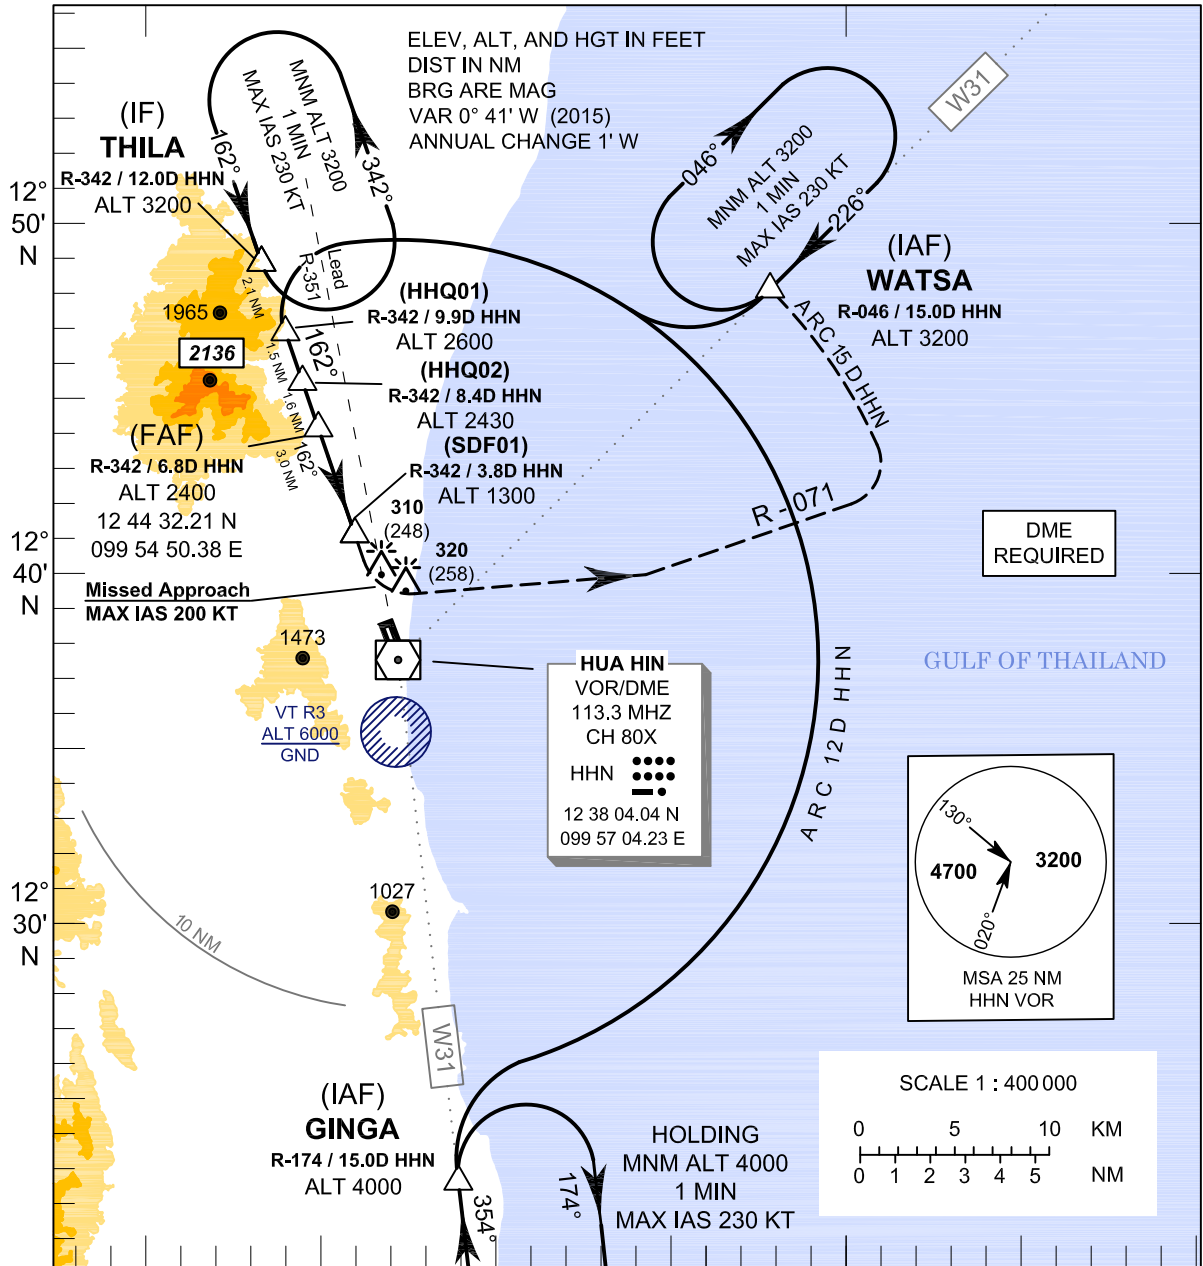 ELEV, ALT, AND HGT IN FEET
DIST IN NM
BRG ARE MAG
VAR 0° 41' W (2015)
ANNUAL CHANGE 1' W
(IF)
THILA
R-342 / 12.0D HHN
ALT 3200
MNM ALT 3200
1 MIN
MAX IAS 230 KT
162°
342°
Lead
R-351
W31
046°
MNM ALT 3200
1 MIN
MAX IAS 230 KT
226°
(IAF)
WATSA
R-046 / 15.0D HHN
ALT 3200
ARC 15 D HHN
12°
50'
N
1965
2136
2.1 NM
1.5 NM
1.6 NM
3.0 NM
162°
162°
(HHQ01)
R-342 / 9.9D HHN
ALT 2600
(HHQ02)
R-342 / 8.4D HHN
ALT 2430
(SDF01)
R-342 / 3.8D HHN
ALT 1300
(FAF)
R-342 / 6.8D HHN
ALT 2400
12 44 32.21 N
099 54 50.38 E
310
(248)
320
(258)
R - 071
DME
REQUIRED
12°
40'
N
Missed Approach
MAX IAS 200 KT
1473
VT R3
ALT 6000
GND
HUA HIN
VOR/DME
113.3 MHZ
CH 80X
HHN
12 38 04.04 N
099 57 04.23 E
GULF OF THAILAND
ARC 12 D HHN
130°
4700
3200
020°
MSA 25 NM
HHN VOR
12°
30'
N
1027
10 NM
W31
(IAF)
GINGA
R-174 / 15.0D HHN
ALT 4000
354°
174°
HOLDING
MNM ALT 4000
1 MIN
MAX IAS 230 KT
SCALE 1 : 400 000
0 5 10 KM
0 1 2 3 4 5 NM